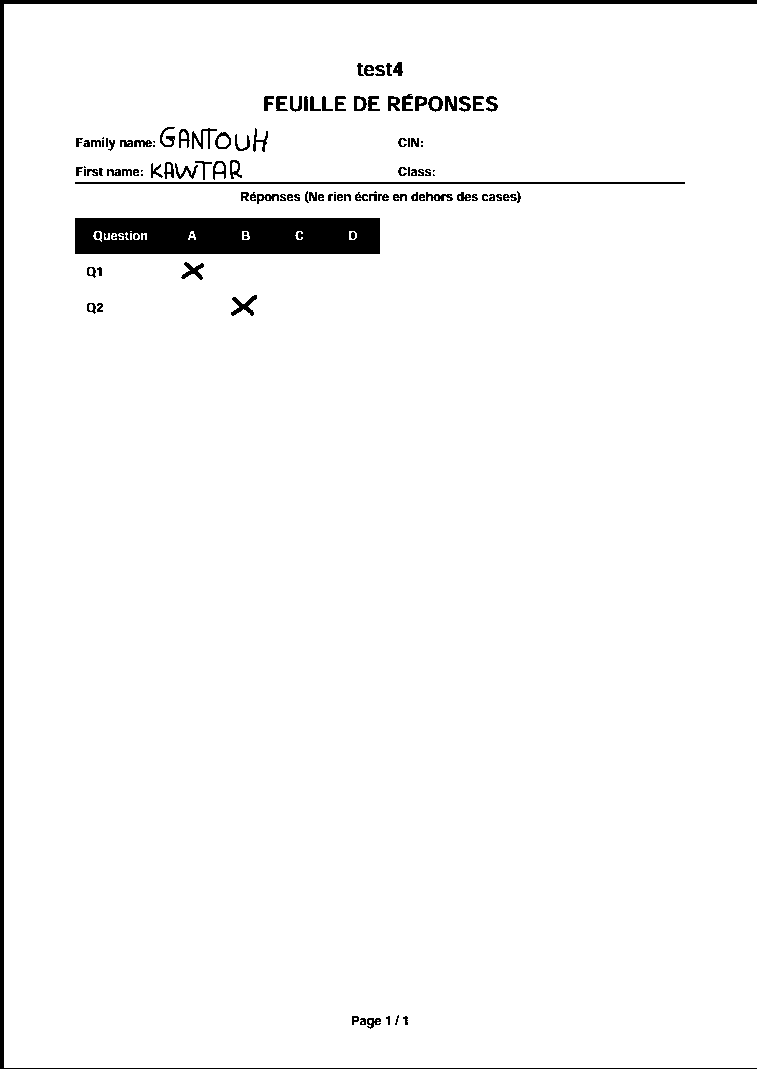 test4
FEUILLE DE RÉPONSES
Family name: GANTOUH CIN:
First name: KAWTAR Class:
Réponses (Ne rien écrire en dehors des cases)
Question A B C D
Q1 X
Q2 X
Page 1 / 1